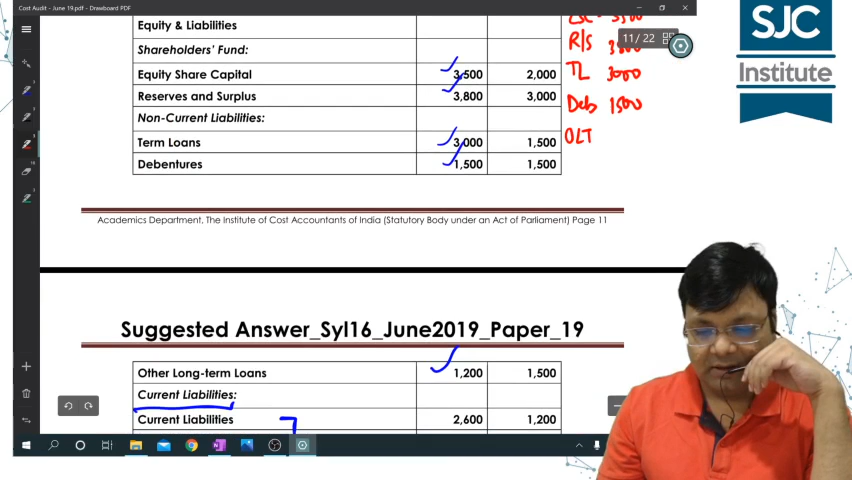 Cost Audit - June 19.pdf - Drawboard PDF
SJC
Institute
11 / 22
Equity & Liabilities
Shareholders' Fund:
Equity Share Capital 3,500 2,000
Reserves and Surplus 3,800 3,000
Non-Current Liabilities:
Term Loans 3,000 1,500
Debentures 1,500 1,500
R/S
TL 3000
Deb 1500
OLT
Academics Department, The Institute of Cost Accountants of India (Statutory Body under an Act of Parliament) Page 11
Suggested Answer_Syl16_June2019_Paper_19
Other Long-term Loans 1,200 1,500
Current Liabilities:
Current Liabilities 2,600 1,200